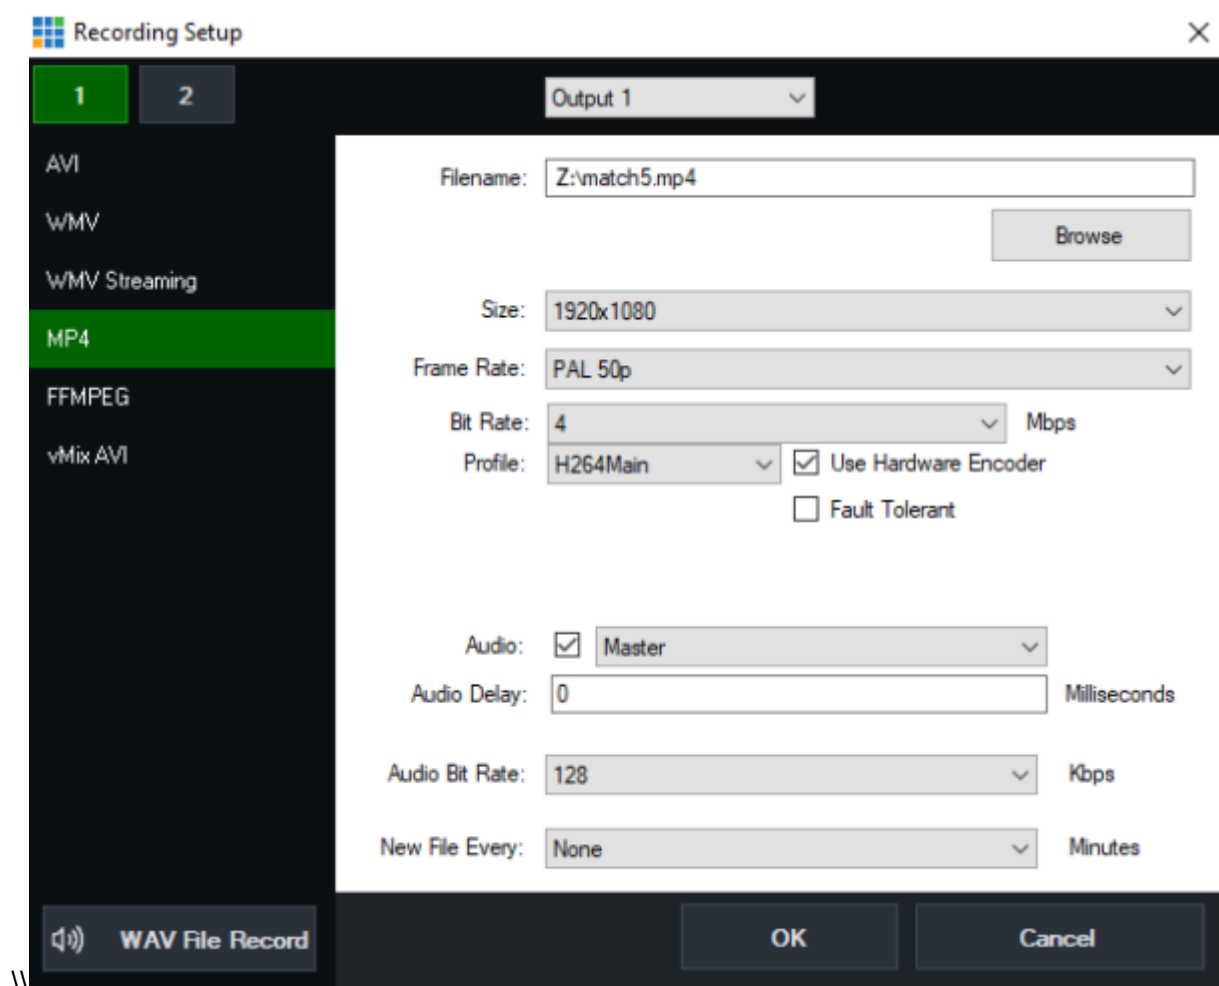 Recording Setup
1 2 Output 1
AVI
WMV
WMV Streaming
MP4
FFMPEG
vMix AVI
Filename: Z:\match5.mp4
Browse
Size: 1920x1080
Frame Rate: PAL 50p
Bit Rate: 4 Mbps
Profile: H264Main Use Hardware Encoder
Fault Tolerant
Audio: Master
Audio Delay: 0 Milliseconds
Audio Bit Rate: 128 Kbps
New File Every: None Minutes
WAV File Record
OK Cancel
\\